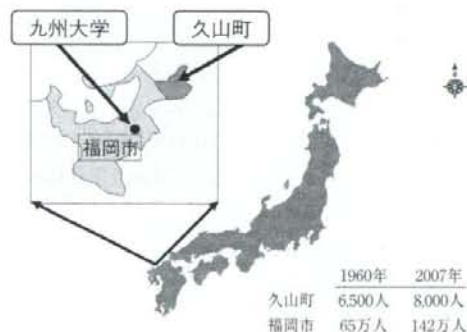 九州大学
久山町
福岡市
1960年 2007年
久山町 6,500人 8,000人
福岡市 65万人 142万人